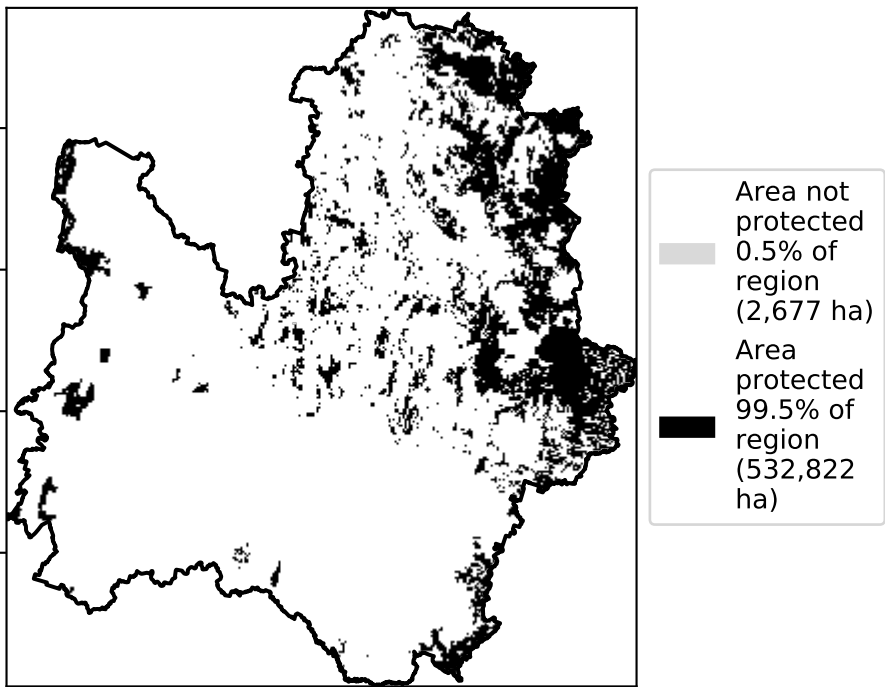 Area not
protected
0.5% of
region
(2,677 ha)
Area
protected
99.5% of
region
(532,822
ha)